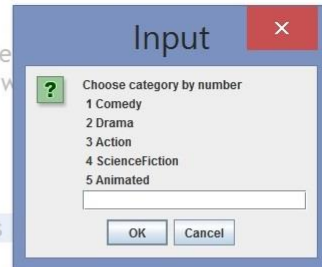 Input
x
?
Choose category by number
1 Comedy
2 Drama
3 Action
4 ScienceFiction
5 Animated
OK Cancel